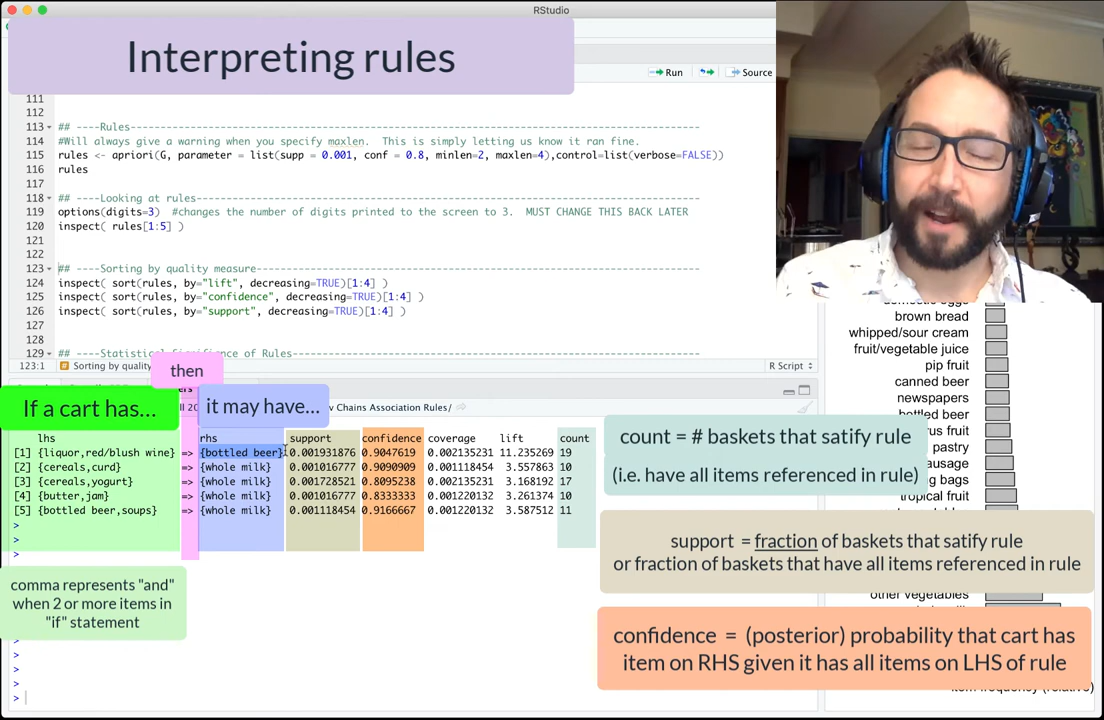 RStudio
Interpreting rules
Run
Source
111
112
113 ## ----Rules----
114 #Will always give a warning when you specify maxlen. This is simply letting us know it ran fine.
115 rules <- apriori(G, parameter = list(supp = 0.001, conf = 0.8, minlen=2, maxlen=4),control=list(verbose=FALSE))
116 rules
117
118 ## ----Looking at rules----
119 options(digits=3) #changes the number of digits printed to the screen to 3. MUST CHANGE THIS BACK LATER
120 inspect( rules[1:5] )
121
122
123 ## ----Sorting by quality measure----
124 inspect( sort(rules, by="lift", decreasing=TRUE)[1:4] )
125 inspect( sort(rules, by="confidence", decreasing=TRUE)[1:4] )
126 inspect( sort(rules, by="support", decreasing=TRUE)[1:4] )
127
128
129 ## ----Statistical Significance of Rules----
123:1 Sorting by quality R Script
then
If a cart has...
it may have...
Chains Association Rules/
lhs rhs support confidence coverage lift count
[1] {liquor,red/blush wine} => {bottled beer} 0.001931876 0.9047619 0.002135231 11.235269 19
[2] {cereals,curd} => {whole milk} 0.001016777 0.9090909 0.001118454 3.557863 10
[3] {cereals,yogurt} => {whole milk} 0.001728521 0.8095238 0.002135231 3.168192 17
[4] {butter,jam} => {whole milk} 0.001016777 0.8333333 0.001220132 3.261374 10
[5] {bottled beer,soups} => {whole milk} 0.001118454 0.9166667 0.001220132 3.587512 11
>
>
>
comma represents "and"
when 2 or more items in
"if" statement
>
>
>
>
>
count = # baskets that satify rule
(i.e. have all items referenced in rule)
support = fraction of baskets that satify rule
or fraction of baskets that have all items referenced in rule
confidence = (posterior) probability that cart has
item on RHS given it has all items on LHS of rule
brown bread
whipped/sour cream
fruit/vegetable juice
pip fruit
canned beer
newspapers
bottled beer
rus fruit
pastry
ausage
ng bags
tropical fruit
other vegetables